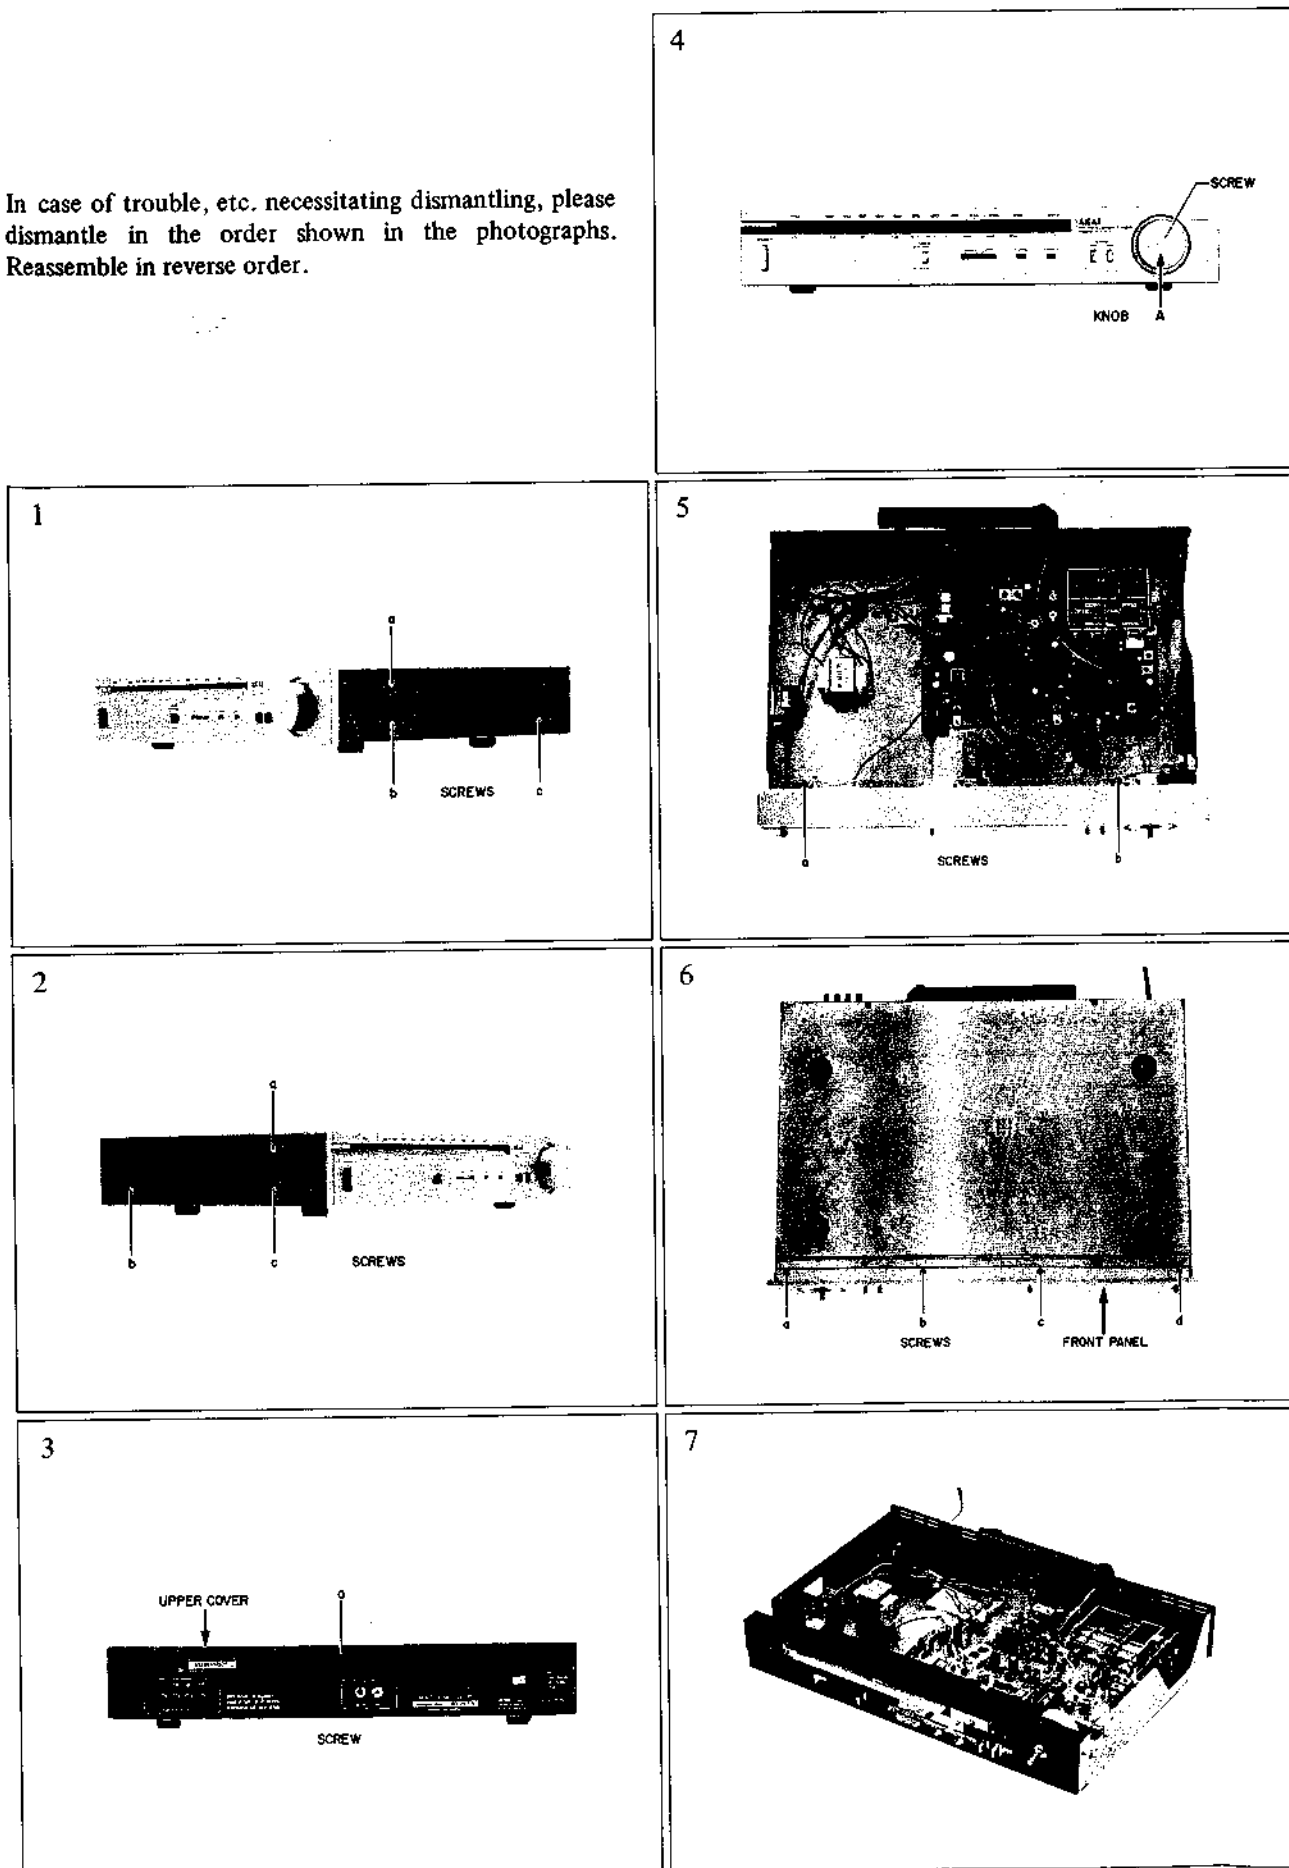 In case of trouble, etc. necessitating dismantling, please
dismantle in the order shown in the photographs.
Reassemble in reverse order.
1
a
b
SCREWS
c
2
a
b
c
SCREWS
3
UPPER COVER
a
SCREW
4
SCREW
AKAI
KNOB A
5
a
SCREWS
b
6
a
b
c
d
SCREWS
FRONT PANEL
7